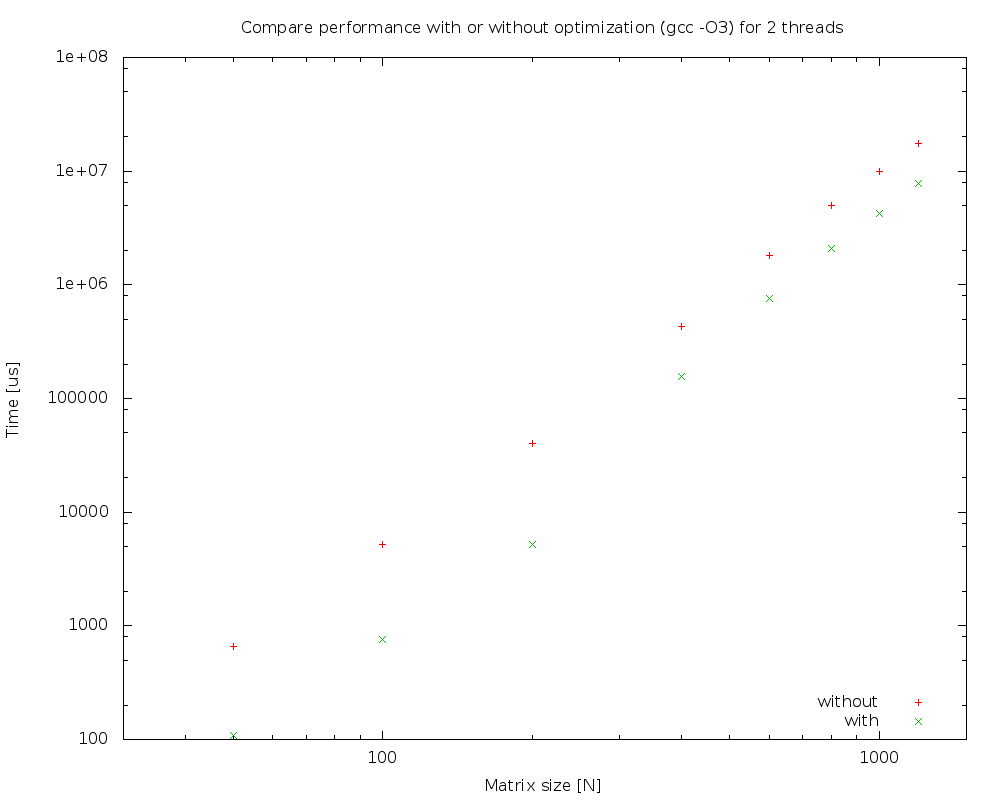 Compare performance with or without optimization (gcc -O3) for 2 threads
1e+08
1e+07
1e+06
100000
10000
1000
100
Time [us]
without
with
100
1000
Matrix size [N]